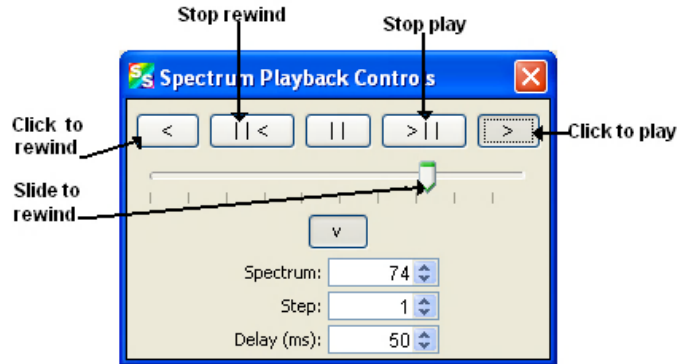 Stop rewind
Stop play
SS Spectrum Playback Controls
Click to rewind
< ||< || >|| >
Click to play
Slide to rewind
v
Spectrum: 74
Step: 1
Delay (ms): 50